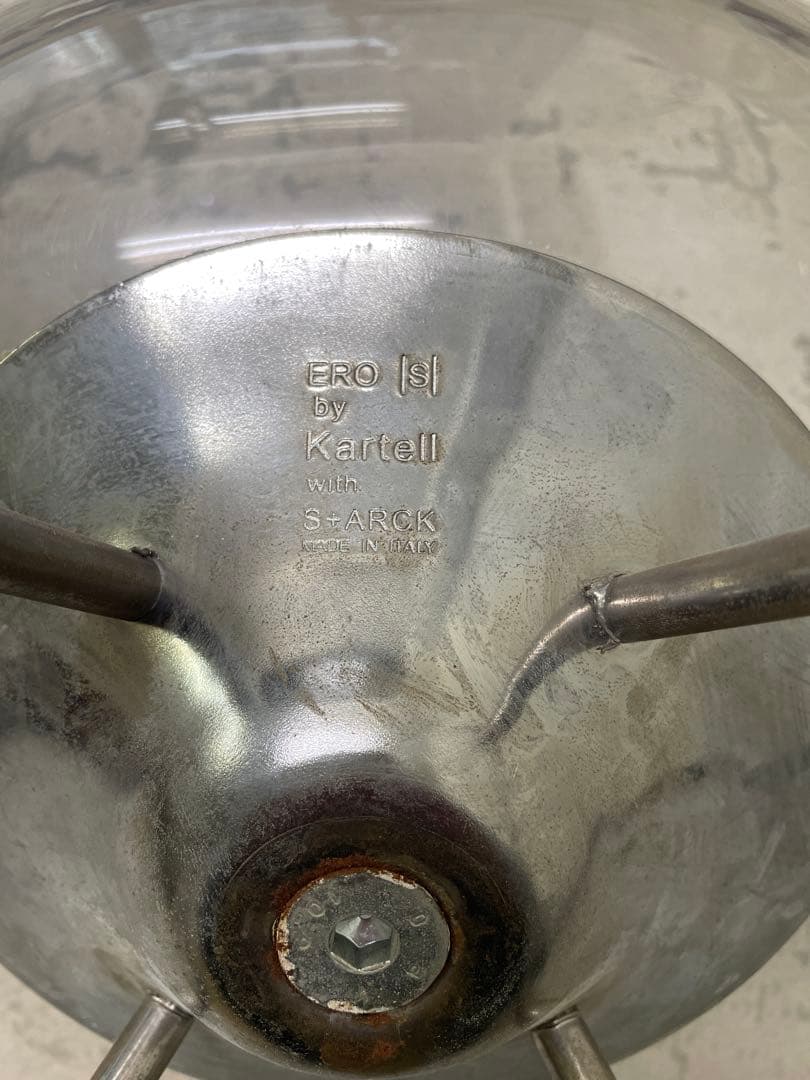 ERO |S|
by
Kartell
with
S+ARCK
MADE IN ITALY